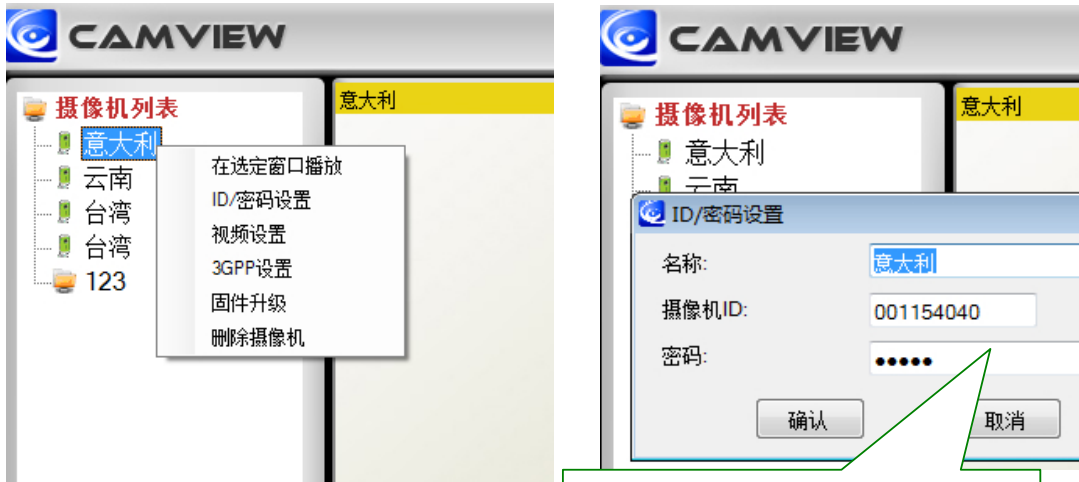 CAMVIEW
摄像机列表
意大利
云南
台湾
台湾
123
意大利
在选定窗口播放
ID/密码设置
视频设置
3GPP设置
固件升级
删除摄像机
CAMVIEW
摄像机列表
意大利
云南
意大利
ID/密码设置
名称:
意大利
摄像机ID:
001154040
密码:
●●●●●
确认
取消